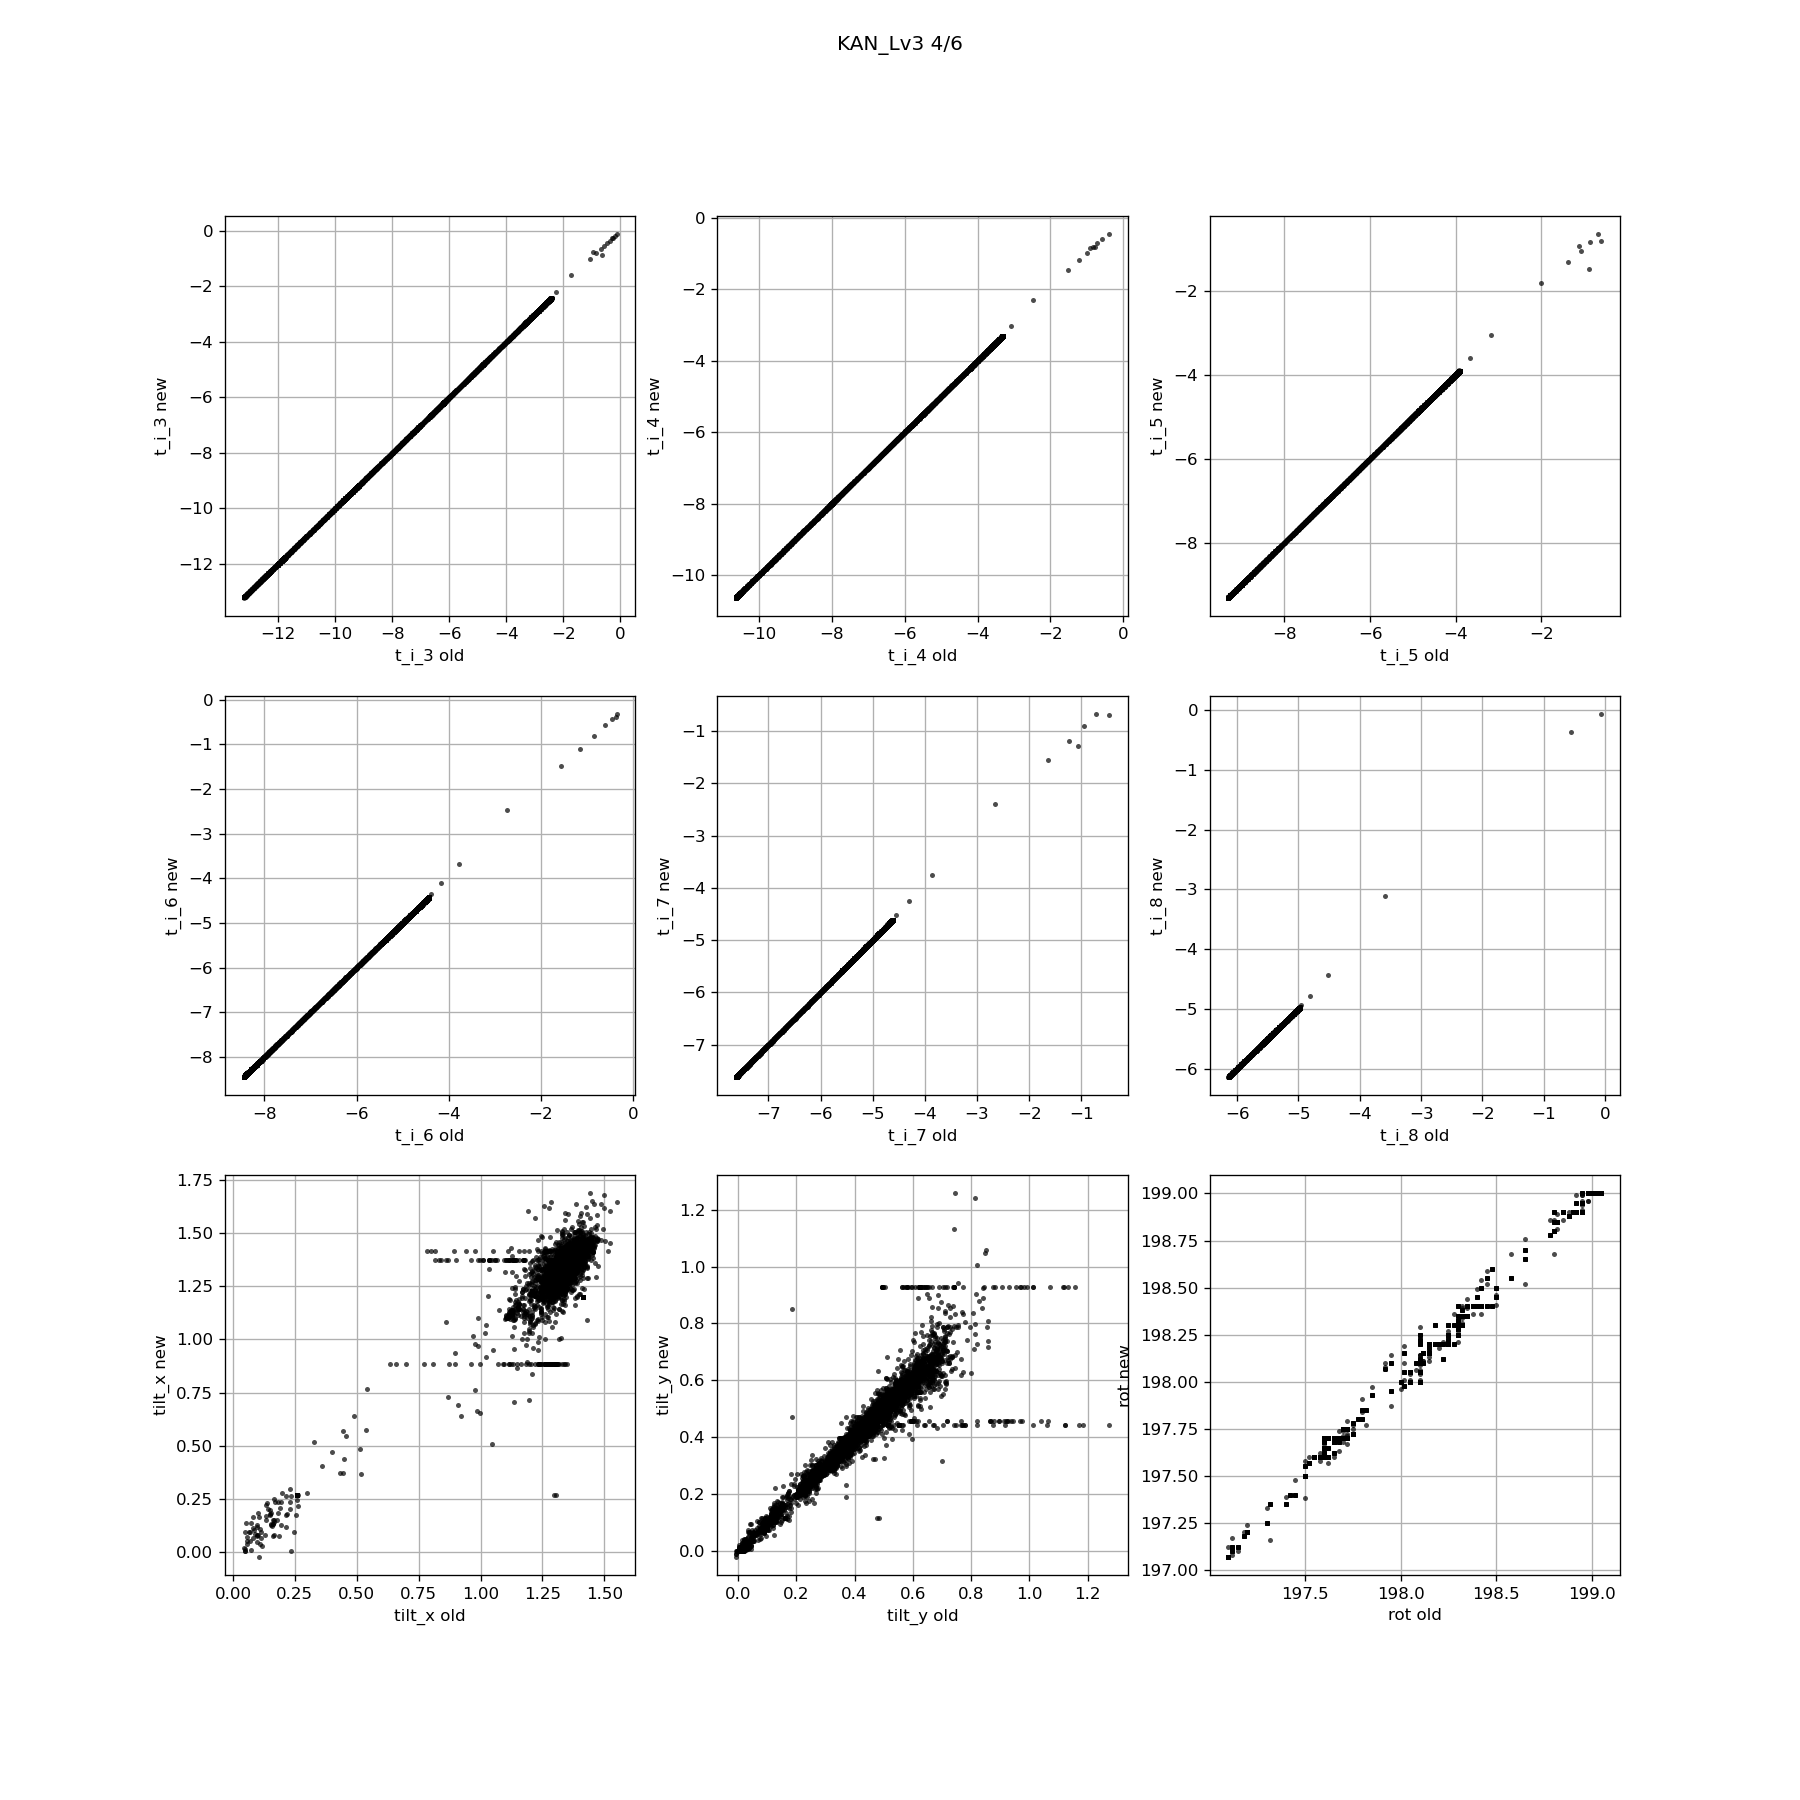 KAN_Lv3 4/6
0
−2
−4
−6
−8
−10
−12
t_i_3 new
−12 −10 −8 −6 −4 −2 0
t_i_3 old
0
−2
−4
−6
−8
−10
t_i_4 new
−10 −8 −6 −4 −2 0
t_i_4 old
−2
−4
−6
−8
t_i_5 new
−8 −6 −4 −2
t_i_5 old
0
−1
−2
−3
−4
−5
−6
−7
−8
t_i_6 new
−8 −6 −4 −2 0
t_i_6 old
−1
−2
−3
−4
−5
−6
−7
t_i_7 new
−7 −6 −5 −4 −3 −2 −1
t_i_7 old
0
−1
−2
−3
−4
−5
−6
t_i_8 new
−6 −5 −4 −3 −2 −1 0
t_i_8 old
1.75
1.50
1.25
1.00
0.75
0.50
0.25
0.00
tilt_x new
0.00 0.25 0.50 0.75 1.00 1.25 1.50
tilt_x old
1.2
1.0
0.8
0.6
0.4
0.2
0.0
tilt_y new
0.0 0.2 0.4 0.6 0.8 1.0 1.2
tilt_y old
199.00
198.75
198.50
198.25
198.00
197.75
197.50
197.25
197.00
rot new
197.5 198.0 198.5 199.0
rot old